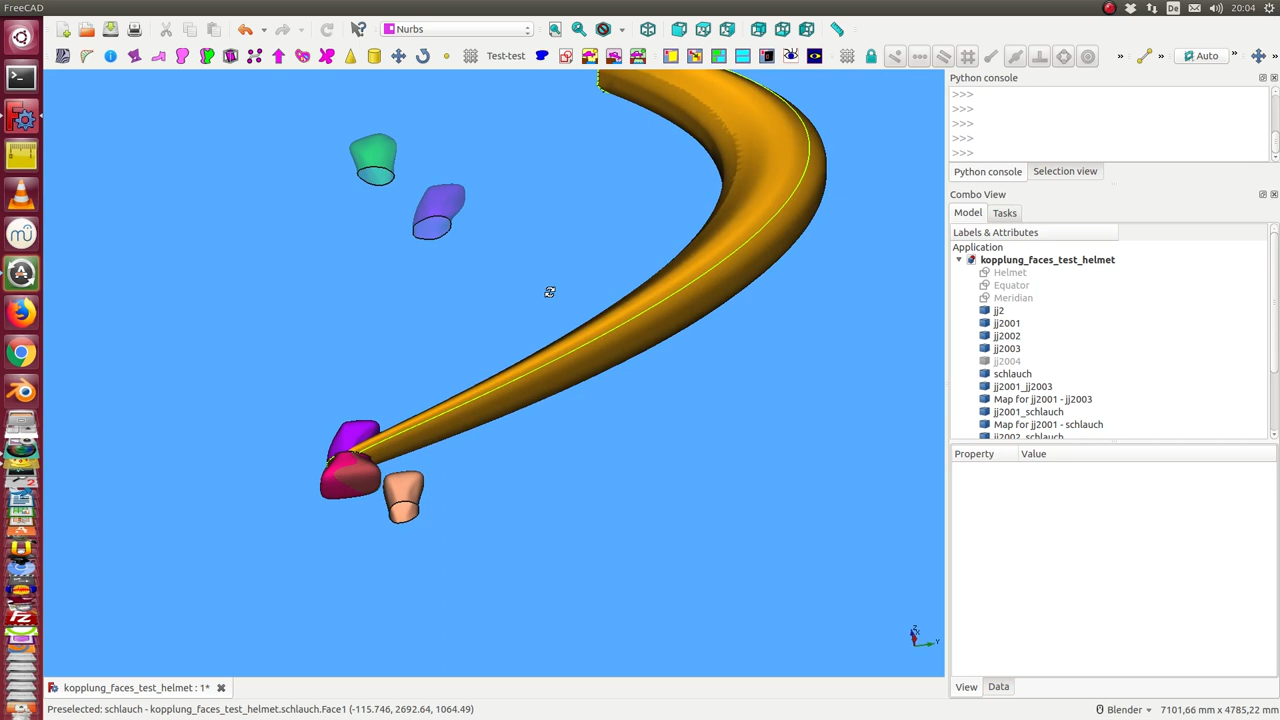 FreeCAD
De
20:04
Nurbs
Test-test
Auto
Python console
>>>
>>>
>>>
>>>
>>>
Python console
Selection view
Combo View
Model
Tasks
Labels & Attributes
Application
kopplung_faces_test_helmet
Helmet
Equator
Meridian
jj2
jj2001
jj2002
jj2003
jj2004
schlauch
jj2001_jj2003
Map for jj2001 - jj2003
jj2001_schlauch
Map for jj2001 - schlauch
jj2002_schlauch
Property
Value
Z
X
Y
View
Data
kopplung_faces_test_helmet : 1*
Preselected: schlauch - kopplung_faces_test_helmet.schlauch.Face1 (-115.746, 2692.64, 1064.49)
Blender
7101,66 mm x 4785,22 mm